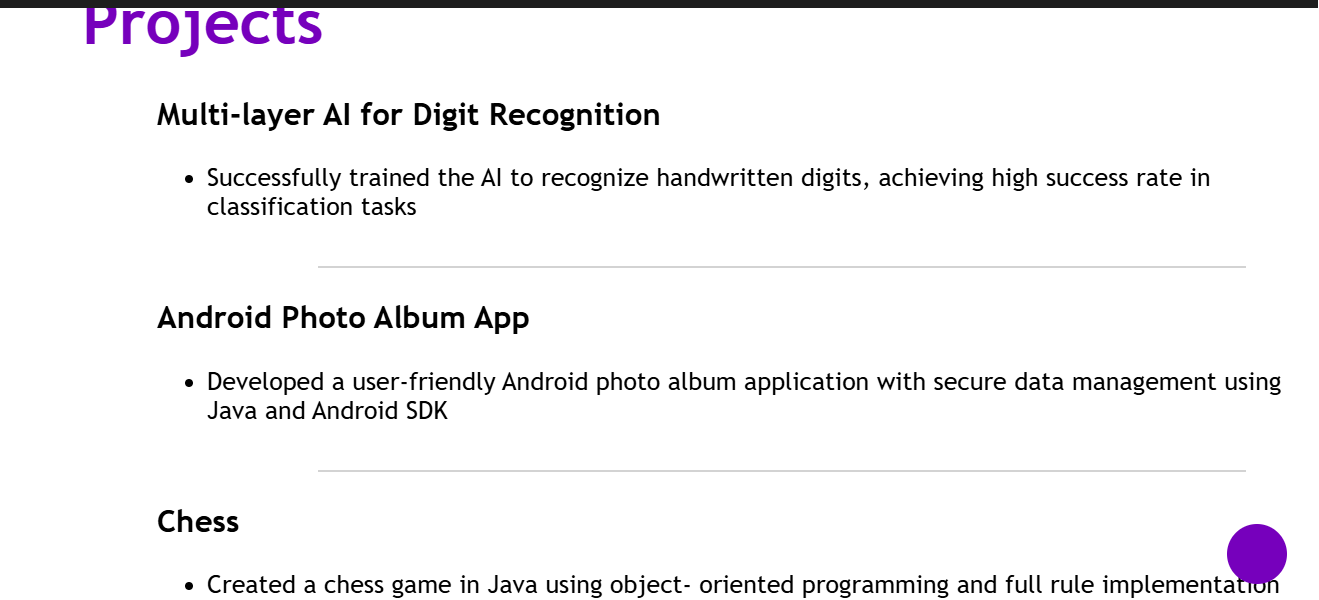 Projects
Multi-layer AI for Digit Recognition
Successfully trained the AI to recognize handwritten digits, achieving high success rate in
classification tasks
Android Photo Album App
Developed a user-friendly Android photo album application with secure data management using
Java and Android SDK
Chess
Created a chess game in Java using object- oriented programming and full rule implementation